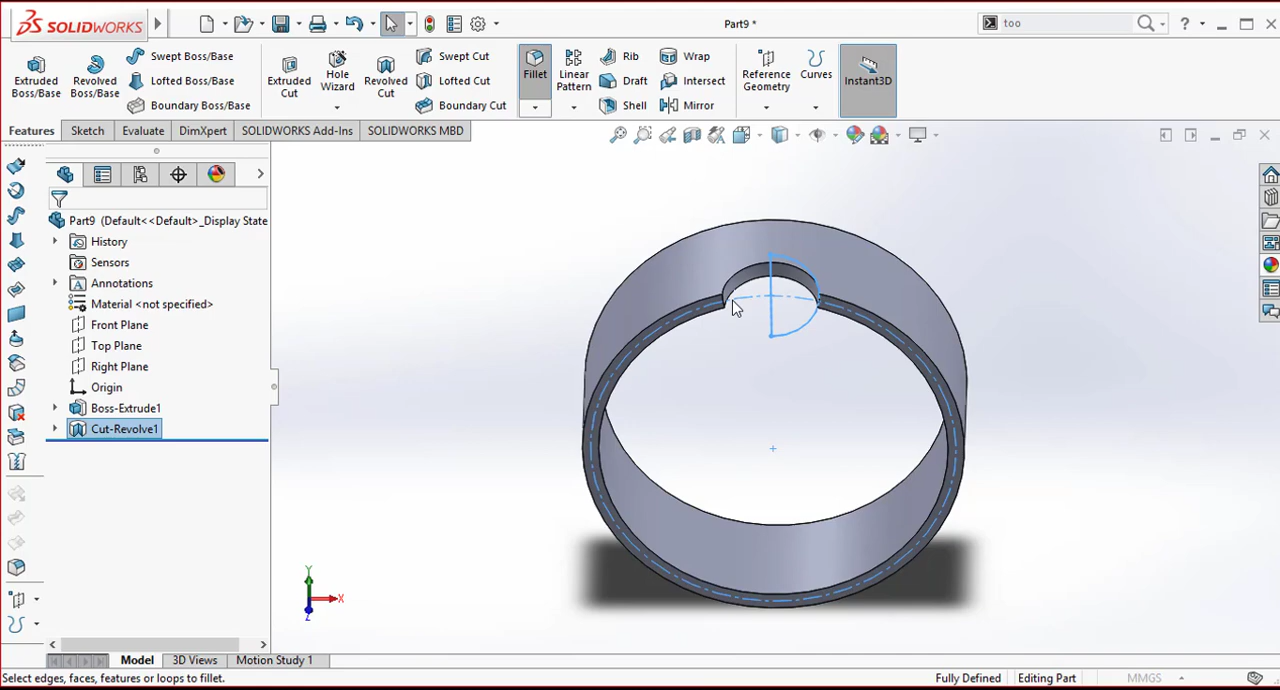 SOLIDWORKS
Part9 *
too
?
Extruded Boss/Base
Revolved Boss/Base
Swept Boss/Base
Lofted Boss/Base
Boundary Boss/Base
Extruded Cut
Hole Wizard
Revolved Cut
Swept Cut
Lofted Cut
Boundary Cut
Fillet
Linear Pattern
Rib
Draft
Shell
Wrap
Intersect
Mirror
Reference Geometry
Curves
Instant3D
Features
Sketch
Evaluate
DimXpert
SOLIDWORKS Add-Ins
SOLIDWORKS MBD
Part9 (Default<<Default>_Display State
History
Sensors
Annotations
Material <not specified>
Front Plane
Top Plane
Right Plane
Origin
Boss-Extrude1
Cut-Revolve1
Y
X
Z
Model
3D Views
Motion Study 1
Select edges, faces, features or loops to fillet.
Fully Defined
Editing Part
MMGS